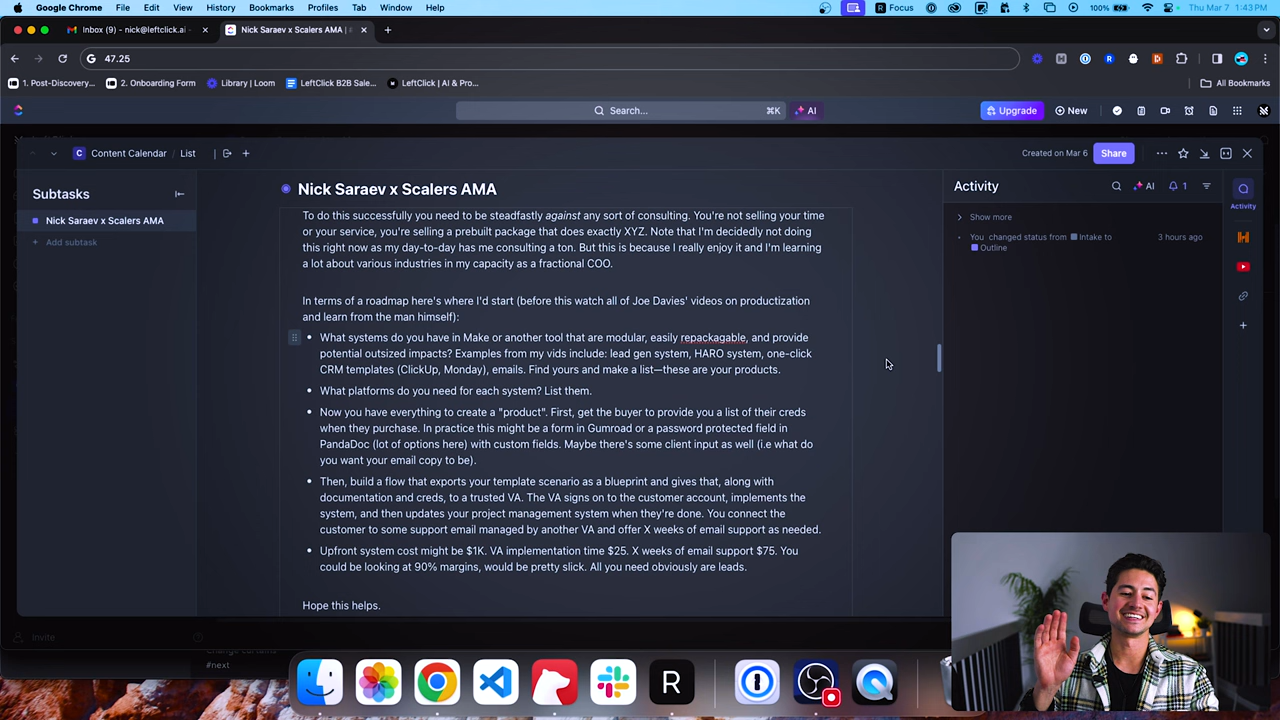 Google Chrome File Edit View History Bookmarks Profiles Tab Window Help Focus 100% Thu Mar 7 1:43 PM
Inbox (9) - nick@leftclick.ai - Nick Saraev x Scalers AMA |
47.25
1. Post-Discovery... 2. Onboarding Form Library | Loom LeftClick B2B Sale... LeftClick | AI & Pro... All Bookmarks
Search... ⌘K AI Upgrade New
Content Calendar / List Created on Mar 6 Share
Subtasks
Nick Saraev x Scalers AMA
Add subtask
Nick Saraev x Scalers AMA
To do this successfully you need to be steadfastly against any sort of consulting. You're not selling your time
or your service, you're selling a prebuilt package that does exactly XYZ. Note that I'm decidedly not doing
this right now as my day-to-day has me consulting a ton. But this is because I really enjoy it and I'm learning
a lot about various industries in my capacity as a fractional COO.
In terms of a roadmap here's where I'd start (before this watch all of Joe Davies' videos on productization
and learn from the man himself):
• What systems do you have in Make or another tool that are modular, easily repackagable, and provide
potential outsized impacts? Examples from my vids include: lead gen system, HARO system, one-click
CRM templates (ClickUp, Monday), emails. Find yours and make a list—these are your products.
• What platforms do you need for each system? List them.
• Now you have everything to create a "product". First, get the buyer to provide you a list of their creds
when they purchase. In practice this might be a form in Gumroad or a password protected field in
PandaDoc (lot of options here) with custom fields. Maybe there's some client input as well (i.e what do
you want your email copy to be).
• Then, build a flow that exports your template scenario as a blueprint and gives that, along with
documentation and creds, to a trusted VA. The VA signs on to the customer account, implements the
system, and then updates your project management system when they're done. You connect the
customer to some support email managed by another VA and offer X weeks of email support as needed.
• Upfront system cost might be $1K. VA implementation time $25. X weeks of email support $75. You
could be looking at 90% margins, would be pretty slick. All you need obviously are leads.
Hope this helps.
Activity AI 1
Show more
You changed status from Intake to 3 hours ago
Outline
Activity
Invite
#next
R